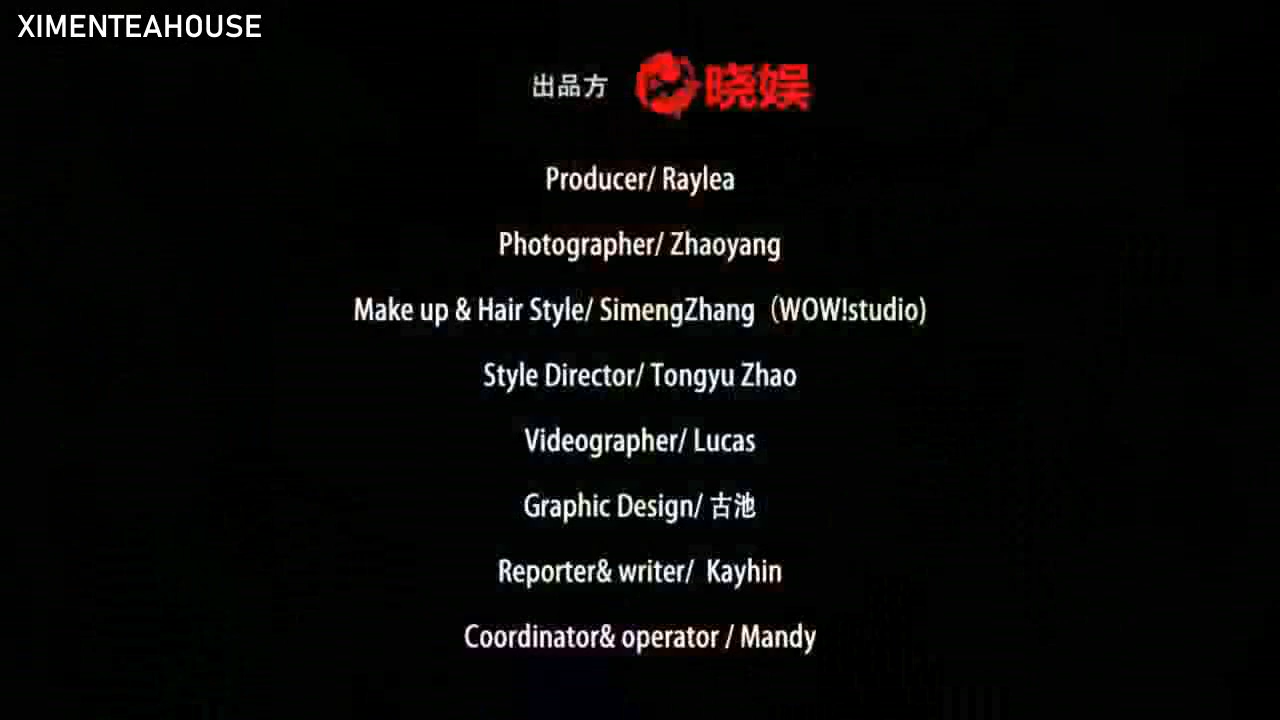 XIMENTEAHOUSE
出品方 晓娱
Producer/ Raylea
Photographer/ Zhaoyang
Make up & Hair Style/ SimengZhang（WOW!studio)
Style Director/ Tongyu Zhao
Videographer/ Lucas
Graphic Design/ 古池
Reporter& writer/ Kayhin
Coordinator& operator / Mandy